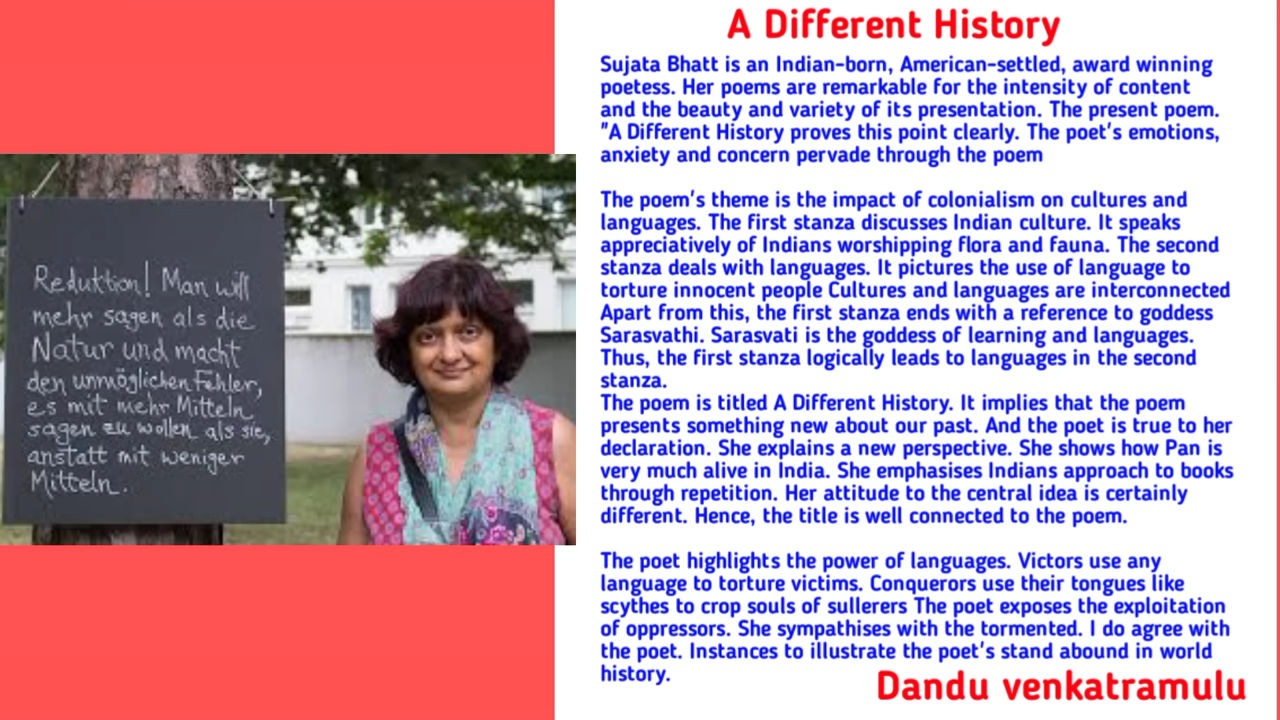 A Different History
Sujata Bhatt is an Indian-born, American-settled, award winning
poetess. Her poems are remarkable for the intensity of content
and the beauty and variety of its presentation. The present poem.
"A Different History proves this point clearly. The poet's emotions,
anxiety and concern pervade through the poem
The poem's theme is the impact of colonialism on cultures and
languages. The first stanza discusses Indian culture. It speaks
appreciatively of Indians worshipping flora and fauna. The second
stanza deals with languages. It pictures the use of language to
torture innocent people Cultures and languages are interconnected
Apart from this, the first stanza ends with a reference to goddess
Sarasvathi. Sarasvati is the goddess of learning and languages.
Thus, the first stanza logically leads to languages in the second
stanza.
The poem is titled A Different History. It implies that the poem
presents something new about our past. And the poet is true to her
declaration. She explains a new perspective. She shows how Pan is
very much alive in India. She emphasises Indians approach to books
through repetition. Her attitude to the central idea is certainly
different. Hence, the title is well connected to the poem.
The poet highlights the power of languages. Victors use any
language to torture victims. Conquerors use their tongues like
scythes to crop souls of sullerers The poet exposes the exploitation
of oppressors. She sympathises with the tormented. I do agree with
the poet. Instances to illustrate the poet's stand abound in world
history.
Dandu venkatramulu
Reduktion! Man will
mehr sagen als die
Natur und macht
den unmöglichen Fehler,
es mit mehr Mitteln
sagen zu wollen als sie,
anstatt mit weniger
Mitteln.